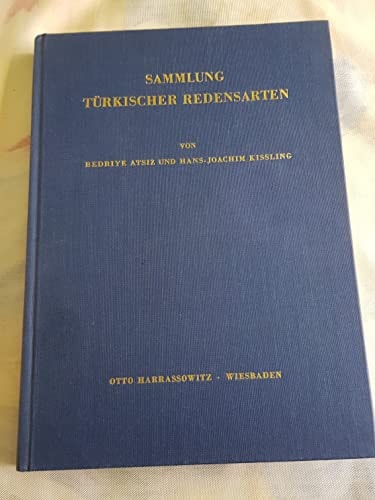 SAMMLUNG
TÜRKISCHER REDENSARTEN
VON
BEDRIYE ATSIZ UND HANS-JOACHIM KISSLING
OTTO HARRASSOWITZ · WIESBADEN